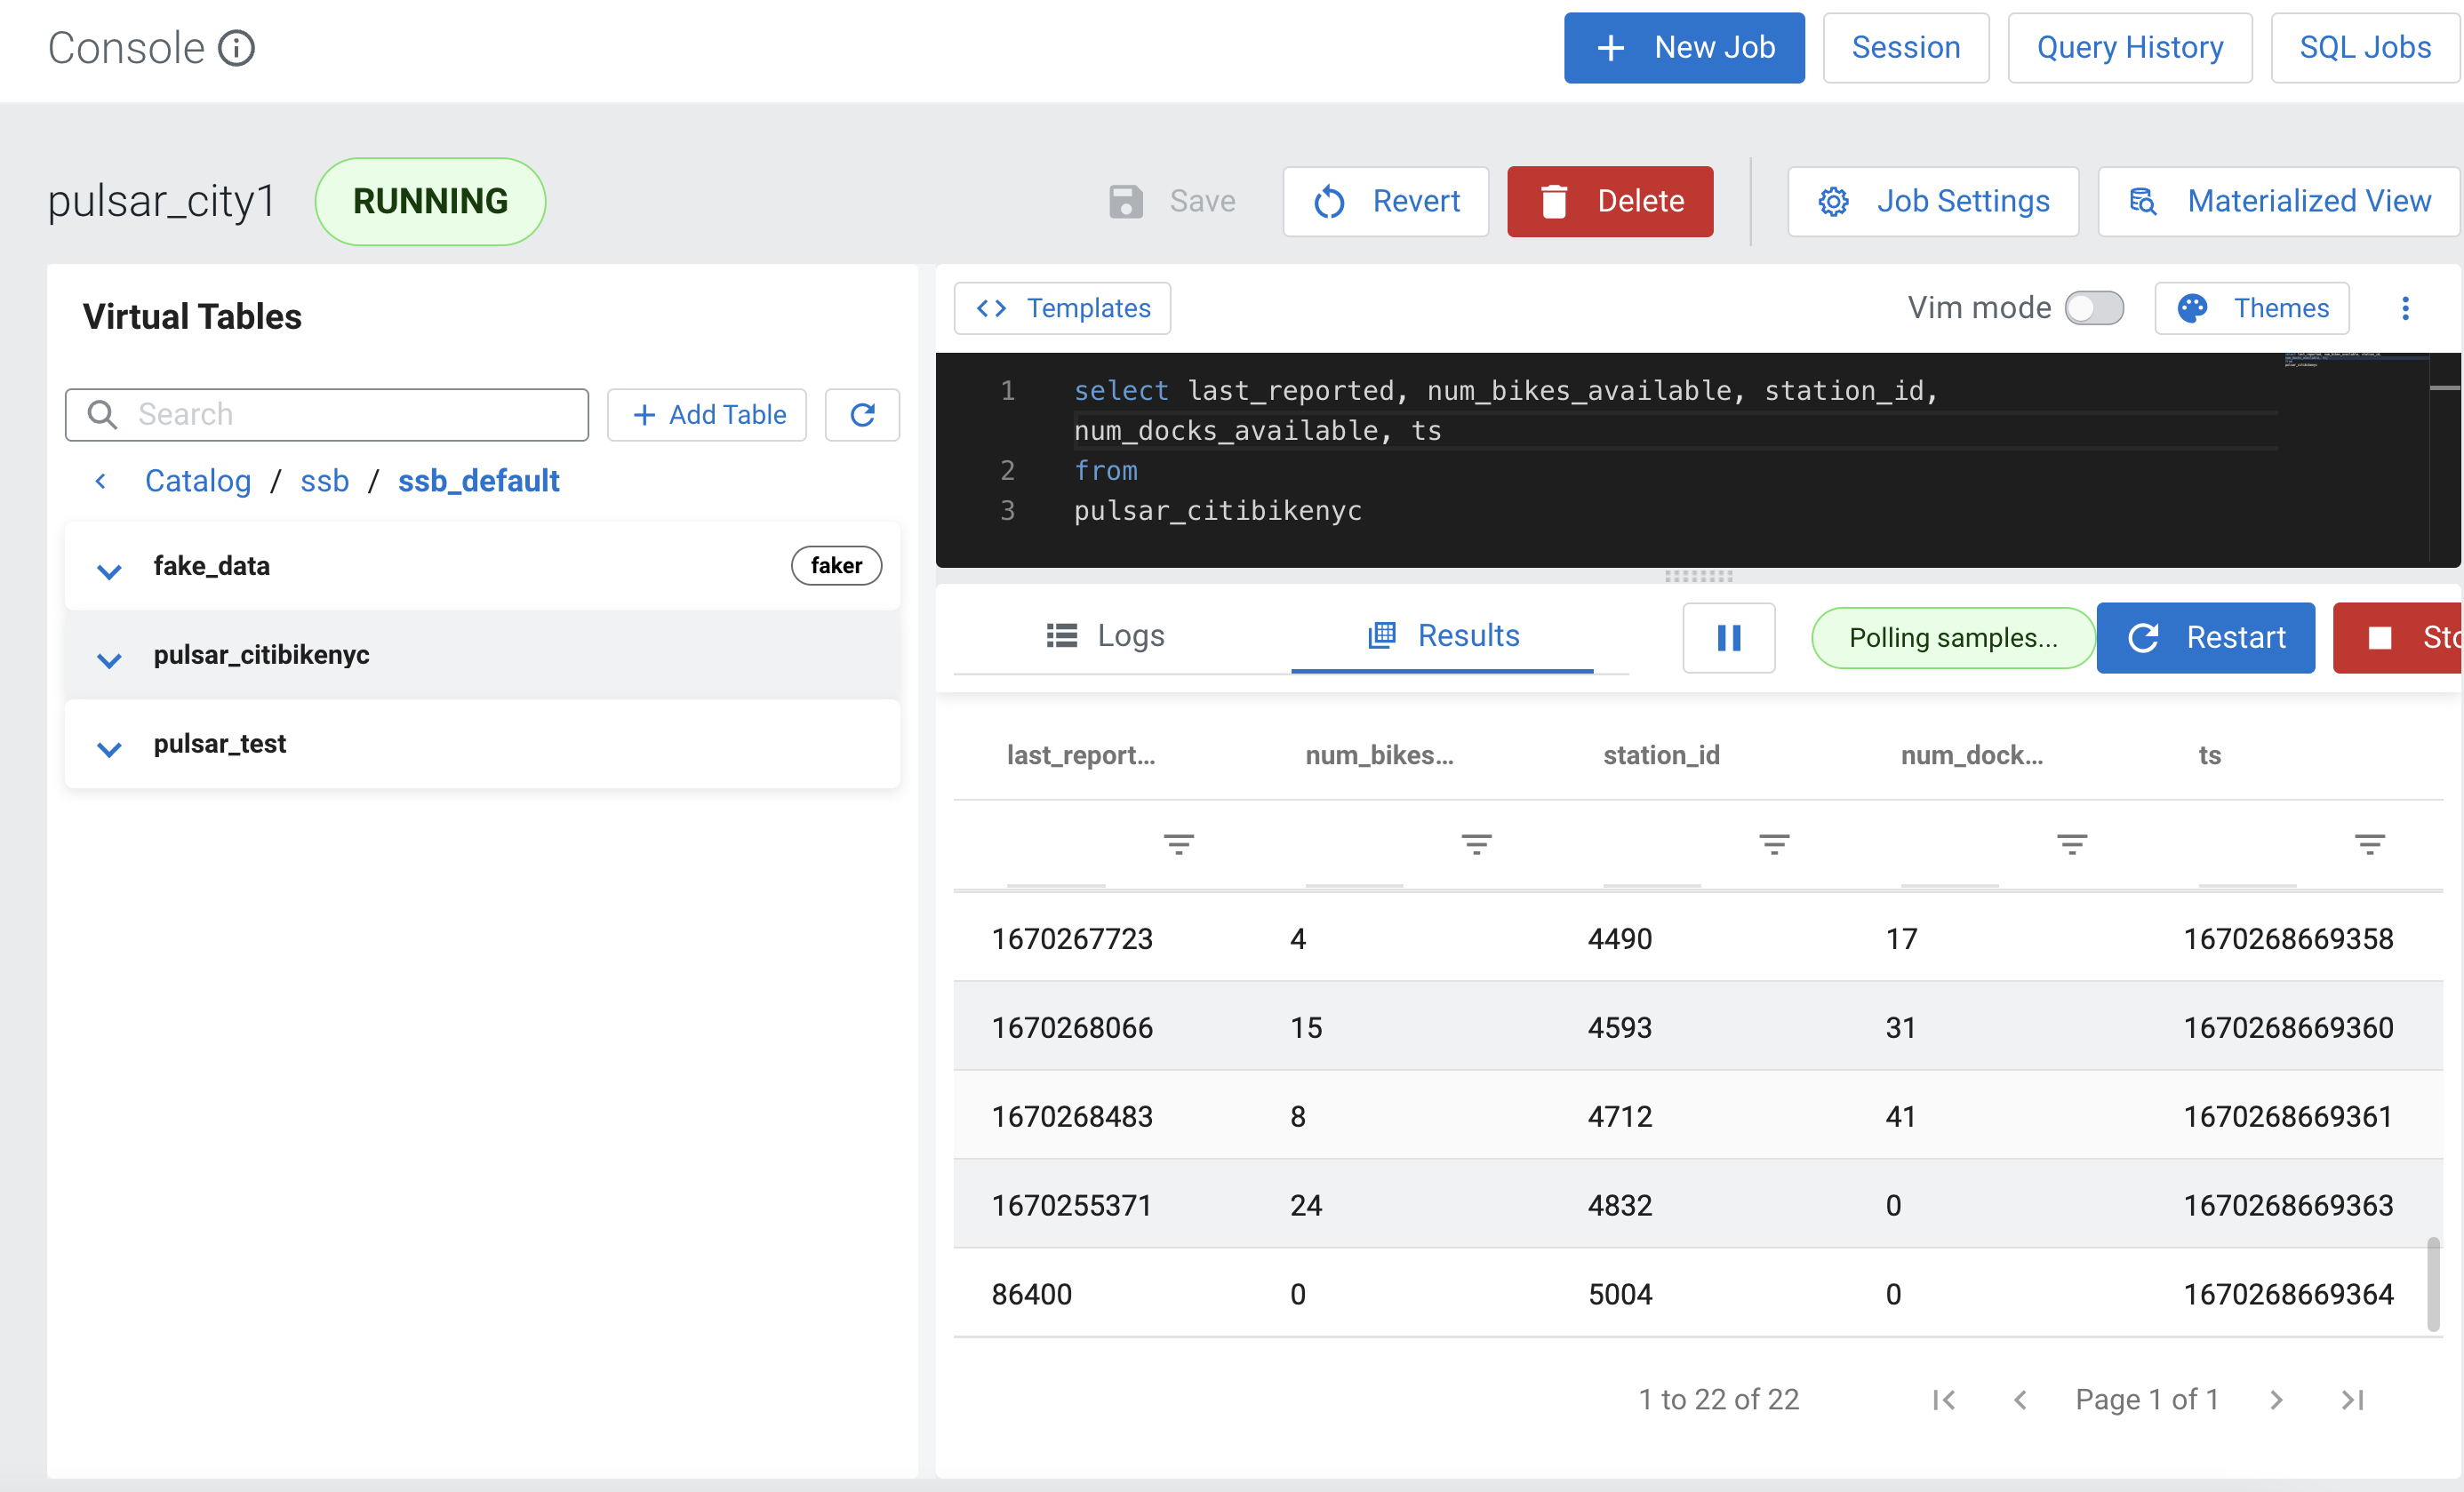 Console
New Job
Session
Query History
SQL Jobs
pulsar_city1
RUNNING
Save
Revert
Delete
Job Settings
Materialized View
Virtual Tables
Search
Add Table
Catalog / ssb / ssb_default
fake_data
faker
pulsar_citibikenyc
pulsar_test
Templates
Vim mode
Themes
1 select last_reported, num_bikes_available, station_id,
num_docks_available, ts
2 from
3 pulsar_citibikenyc
Logs
Results
Polling samples...
Restart
last_report... num_bikes... station_id num_dock... ts
1670267723 4 4490 17 1670268669358
1670268066 15 4593 31 1670268669360
1670268483 8 4712 41 1670268669361
1670255371 24 4832 0 1670268669363
86400 0 5004 0 1670268669364
1 to 22 of 22
Page 1 of 1